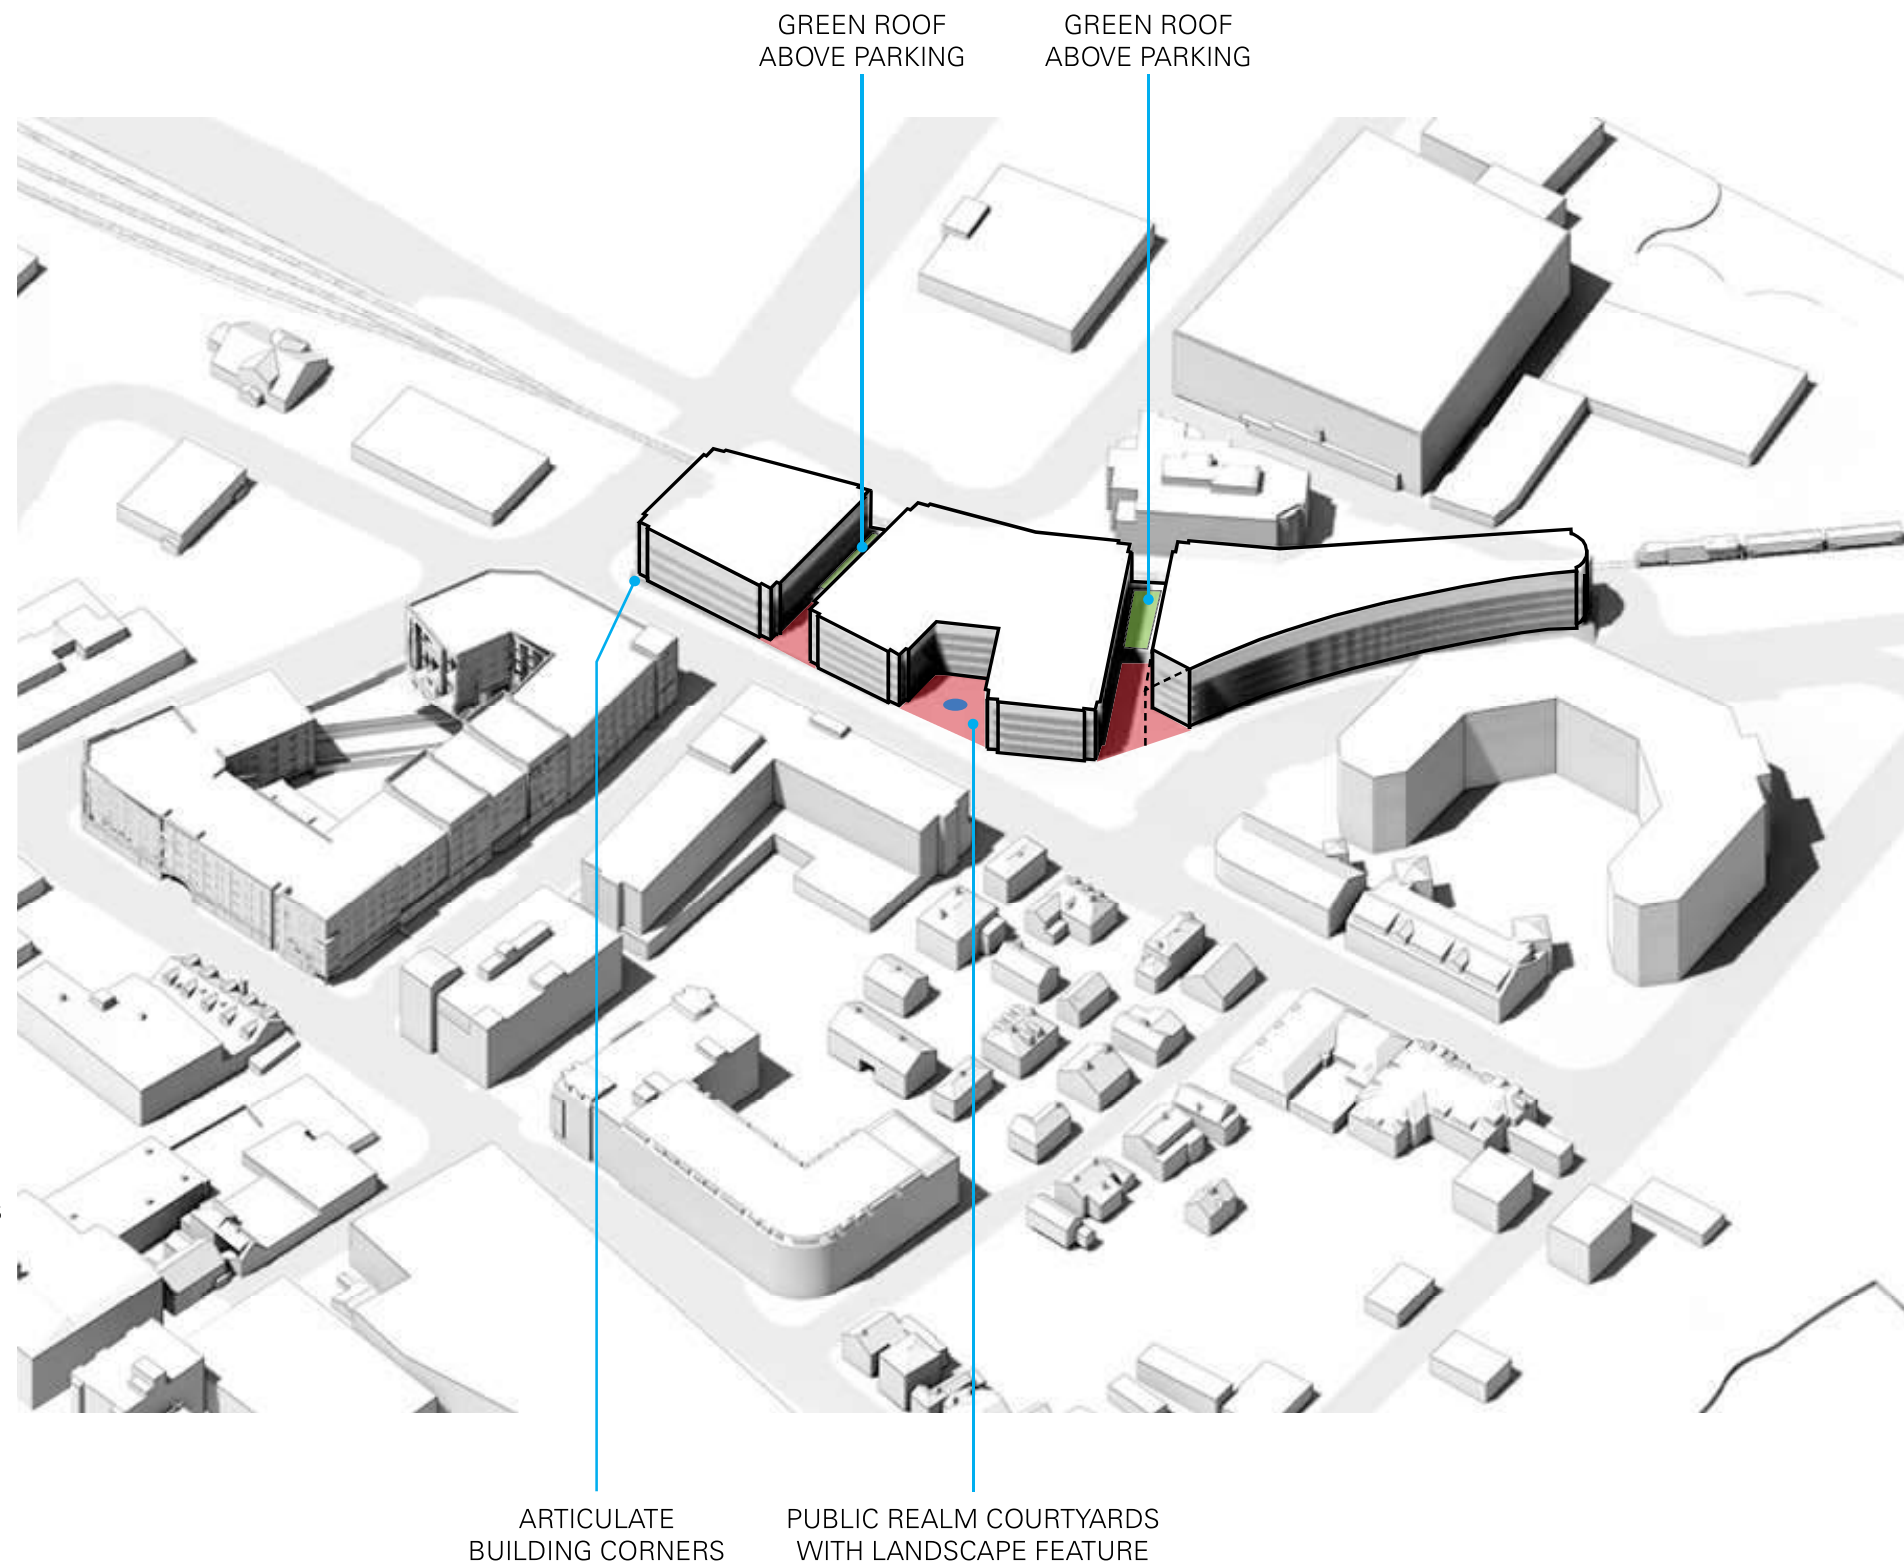 GREEN ROOF
ABOVE PARKING
GREEN ROOF
ABOVE PARKING
ARTICULATE
BUILDING CORNERS
PUBLIC REALM COURTYARDS
WITH LANDSCAPE FEATURE